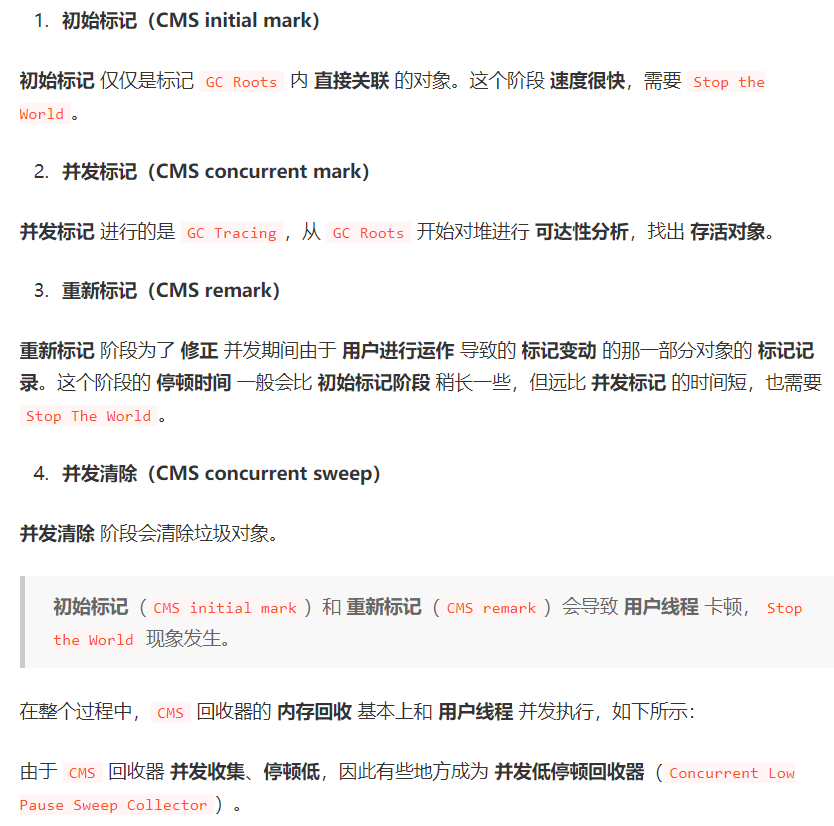 1. 初始标记（CMS initial mark）
初始标记 仅仅是标记 GC Roots 内 直接关联 的对象。这个阶段 速度很快，需要 Stop the
World 。
2. 并发标记（CMS concurrent mark）
并发标记 进行的是 GC Tracing ，从 GC Roots 开始对堆进行 可达性分析，找出 存活对象。
3. 重新标记（CMS remark）
重新标记 阶段为了 修正 并发期间由于 用户进行运作 导致的 标记变动 的那一部分对象的 标记记
录。这个阶段的 停顿时间 一般会比 初始标记阶段 稍长一些，但远比 并发标记 的时间短，也需要
Stop The World 。
4. 并发清除（CMS concurrent sweep）
并发清除 阶段会清除垃圾对象。
初始标记（ CMS initial mark ）和 重新标记（ CMS remark ）会导致 用户线程 卡顿， Stop
the World 现象发生。
在整个过程中， CMS 回收器的 内存回收 基本上和 用户线程 并发执行，如下所示：
由于 CMS 回收器 并发收集、停顿低，因此有些地方成为 并发低停顿回收器（ Concurrent Low
Pause Sweep Collector ）。